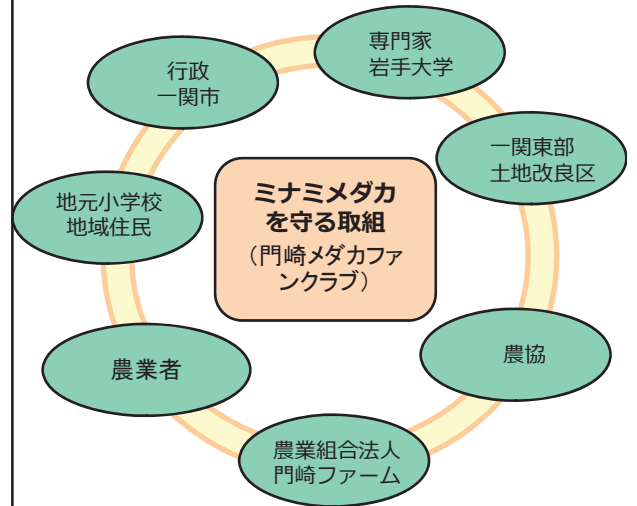 専門家
岩手大学
行政
一関市
一関東部
土地改良区
地元小学校
地域住民
ミナミメダカ
を守る取組
（門崎メダカファ
ンクラブ）
農業者
農協
農業組合法人
門崎ファーム